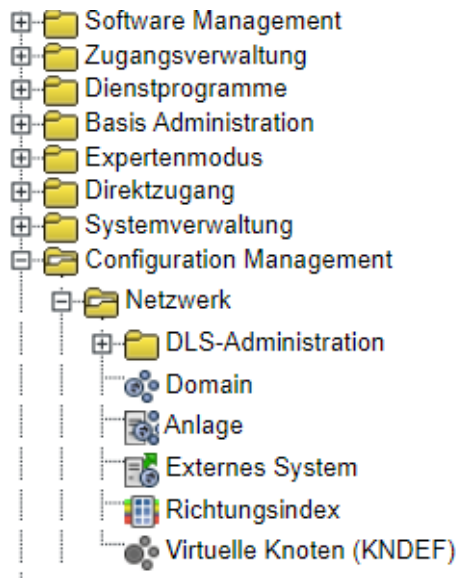 Software Management
Zugangsverwaltung
Dienstprogramme
Basis Administration
Expertenmodus
Direktzugang
Systemverwaltung
Configuration Management
Netzwerk
DLS-Administration
Domain
Anlage
Externes System
Richtungsindex
Virtuelle Knoten (KNDEF)